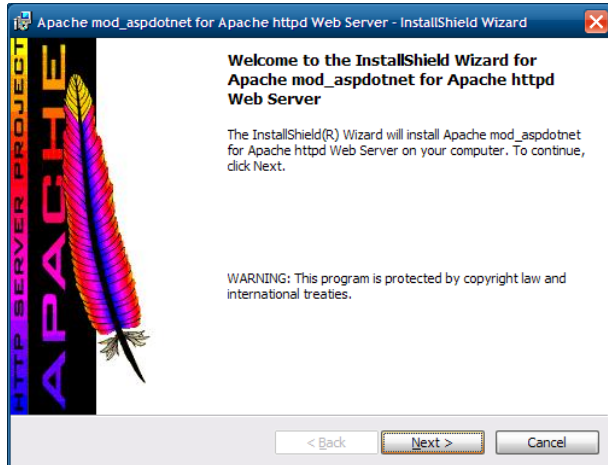 Apache mod_aspdotnet for Apache httpd Web Server - InstallShield Wizard
HTTP SERVER PROJECT
APACHE
Welcome to the InstallShield Wizard for
Apache mod_aspdotnet for Apache httpd
Web Server
The InstallShield(R) Wizard will install Apache mod_aspdotnet
for Apache httpd Web Server on your computer. To continue,
click Next.
WARNING: This program is protected by copyright law and
international treaties.
< Back
Next >
Cancel